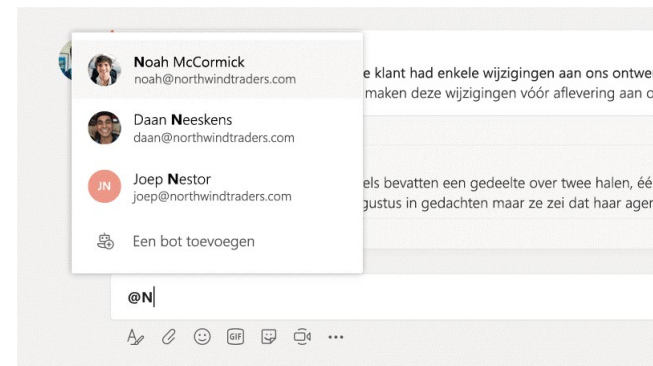 Noah McCormick
noah@northwindtraders.com
e klant had enkele wijzigingen aan ons ontwe
maken deze wijzigingen vóór aflevering aan o
Daan Neeskens
daan@northwindtraders.com
JN
Joep Nestor
joep@northwindtraders.com
els bevatten een gedeelte over twee halen, éé
gustus in gedachten maar ze zei dat haar ager
Een bot toevoegen
@N
GIF